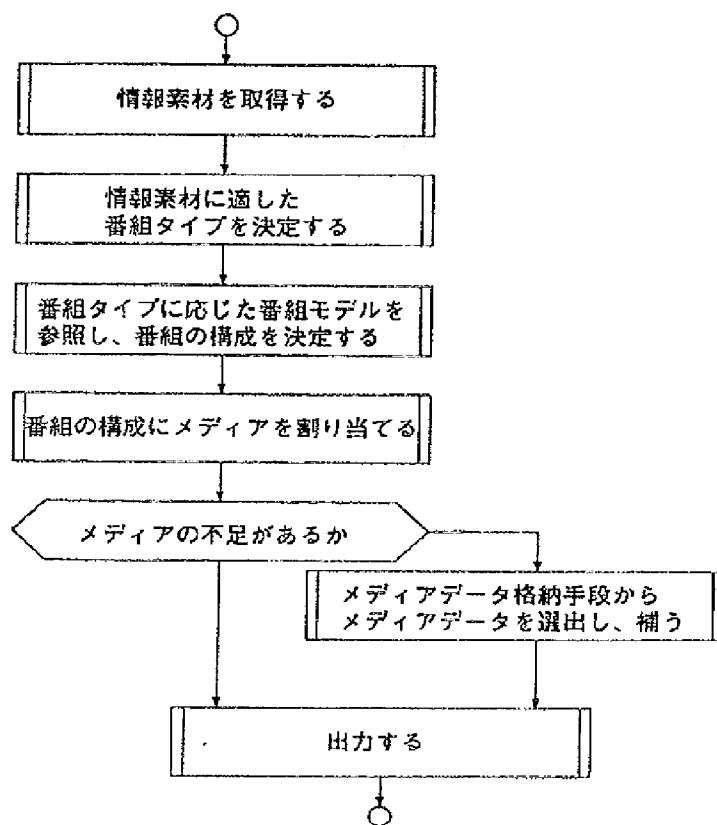 情報素材を取得する
情報素材に適した
番組タイプを決定する
番組タイプに応じた番組モデルを
参照し、番組の構成を決定する
番組の構成にメディアを割り当てる
メディアの不足があるか
メディアデータ格納手段から
メディアデータを選出し、補う
出力する